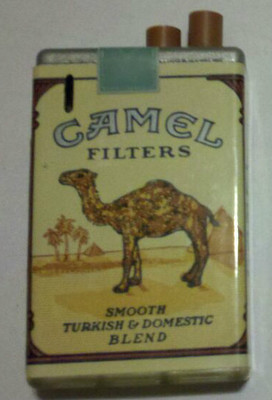 CAMEL
FILTERS
SMOOTH
TURKISH & DOMESTIC
BLEND